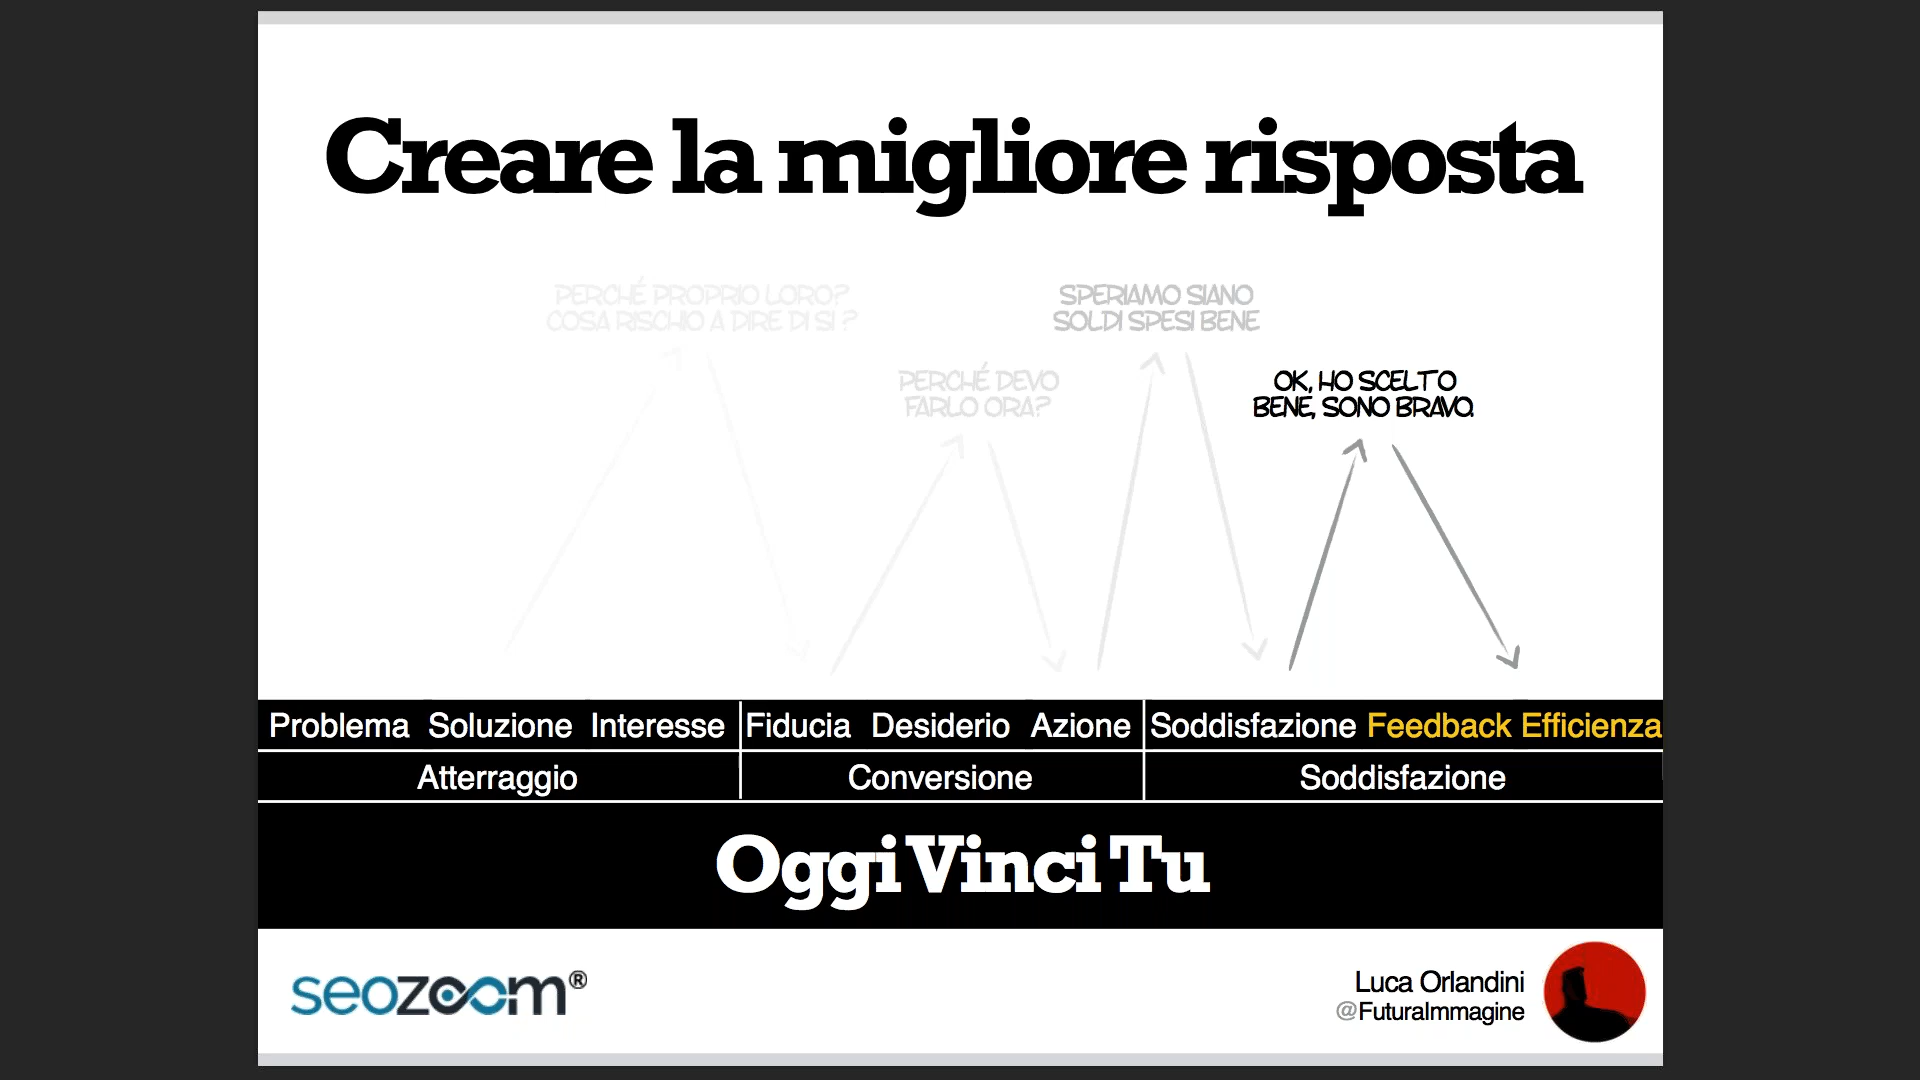 Creare la migliore risposta
PERCHÉ PROPRIO LORO?
COSA RISCHIO A DIRE DI SI ?
SPERIAMO SIANO
SOLDI SPESI BENE
PERCHÉ DEVO
FARLO ORA?
OK, HO SCELTO
BENE, SONO BRAVO.
Problema Soluzione Interesse Fiducia Desiderio Azione Soddisfazione Feedback Efficienza
Atterraggio Conversione Soddisfazione
Oggi Vinci Tu
seozoom®
Luca Orlandini
@FuturaImmagine